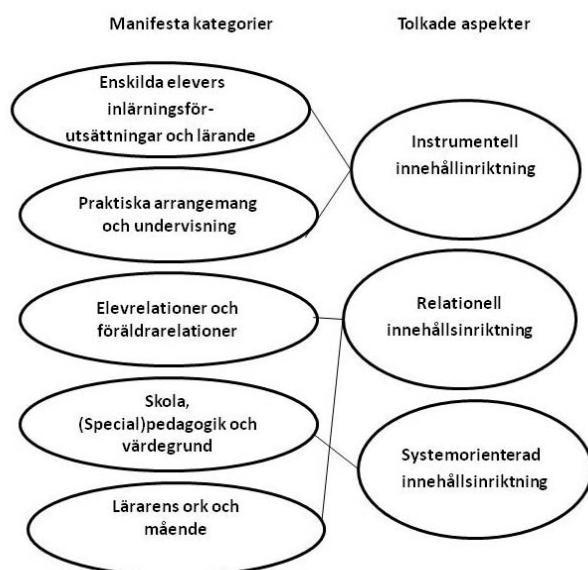 Manifesta kategorier
Tolkade aspekter
Enskilda elevers
inlärningsför-
utsättningar och lärande
Praktiska arrangemang
och undervisning
Elevrelationer och
föräldrarelationer
Skola,
(Special)pedagogik och
värdegrund
Lärarens ork och
mående
Instrumentell
innehållinriktning
Relationell
innehållsinriktning
Systemorienterad
innehållsinriktning